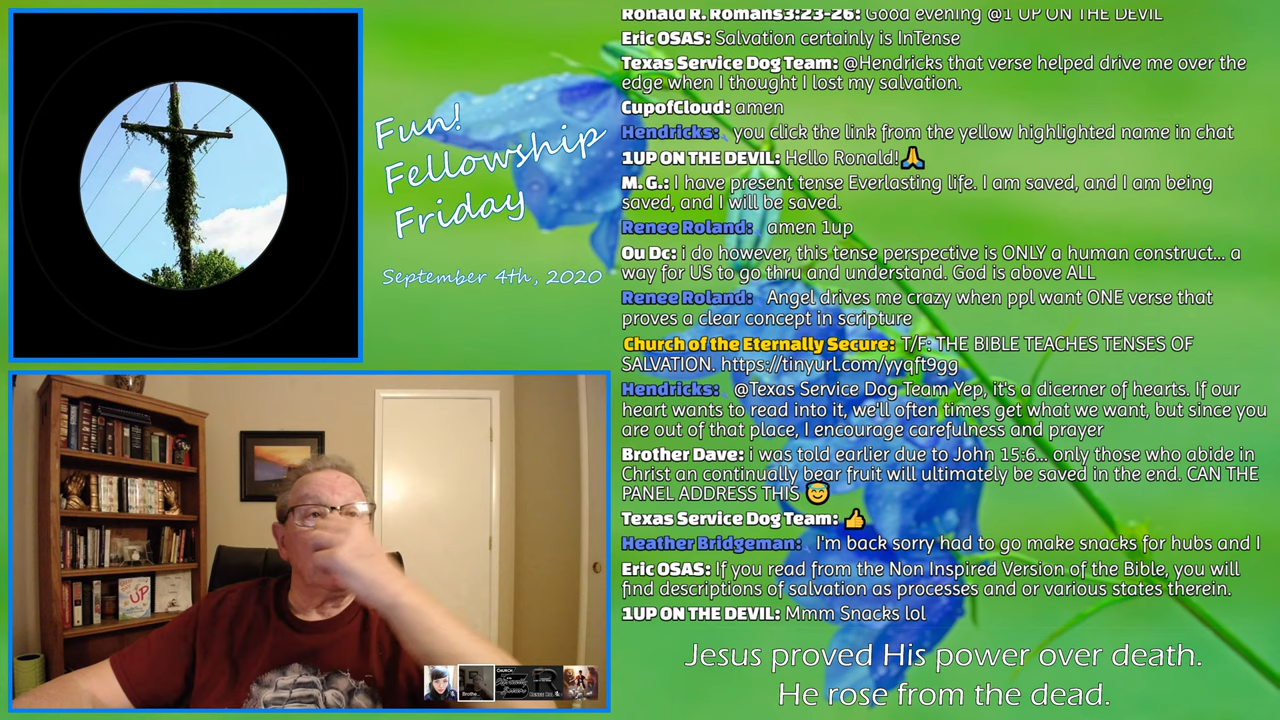 Fun!
Fellowship
Friday
September 4th, 2020
UP
Ronald R. Romans3:23-26: Good evening @1 UP ON THE DEVIL
Eric OSAS: Salvation certainly is InTense
Texas Service Dog Team: @Hendricks that verse helped drive me over the
edge when I thought I lost my salvation.
CupofCloud: amen
Hendricks: you click the link from the yellow highlighted name in chat
1UP ON THE DEVIL: Hello Ronald!🙏
M. G.: I have present tense Everlasting life. I am saved, and I am being
saved, and I will be saved.
Renee Roland: amen 1up
Ou Dc: i do however, this tense perspective is ONLY a human construct... a
way for US to go thru and understand. God is above ALL
Renee Roland: Angel drives me crazy when ppl want ONE verse that
proves a clear concept in scripture
Church of the Eternally Secure: T/F: THE BIBLE TEACHES TENSES OF
SALVATION. https://tinyurl.com/yyqft9gg
Hendricks: @Texas Service Dog Team Yep, it's a dicerner of hearts. If our
heart wants to read into it, we'll often times get what we want, but since you
are out of that place, I encourage carefulness and prayer
Brother Dave: i was told earlier due to John 15:6... only those who abide in
Christ an continually bear fruit will ultimately be saved in the end. CAN THE
PANEL ADDRESS THIS 😇
Texas Service Dog Team: 👍
Heather Bridgeman: I'm back sorry had to go make snacks for hubs and I
Eric OSAS: If you read from the Non Inspired Version of the Bible, you will
find descriptions of salvation as processes and or various states therein.
1UP ON THE DEVIL: Mmm Snacks lol
Jesus proved His power over death.
He rose from the dead.